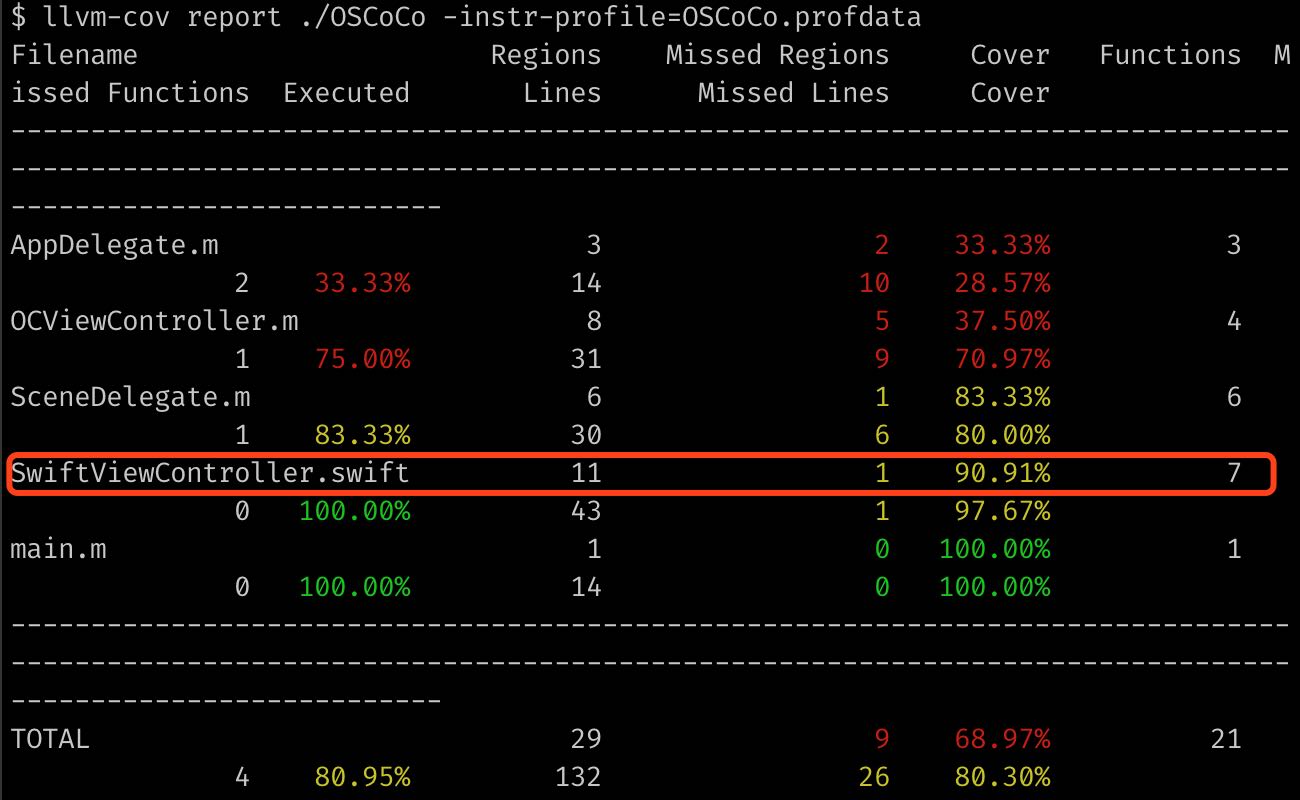 $ llvm-cov report ./OSCoCo -instr-profile=OSCoCo.profdata
Filename                      Regions    Missed Regions     Cover   Functions  M
issed Functions  Executed       Lines      Missed Lines     Cover
--------------------------------------------------------------------------------
--------------------------------------------------------------------------------
---------------------------
AppDelegate.m                       3                 2    33.33%           3
              2    33.33%          14                10    28.57%
OCViewController.m                  8                 5    37.50%           4
              1    75.00%          31                 9    70.97%
SceneDelegate.m                     6                 1    83.33%           6
              1    83.33%          30                 6    80.00%
SwiftViewController.swift          11                 1    90.91%           7
              0   100.00%          43                 1    97.67%
main.m                              1                 0   100.00%           1
              0   100.00%          14                 0   100.00%
--------------------------------------------------------------------------------
--------------------------------------------------------------------------------
---------------------------
TOTAL                              29                 9    68.97%          21
              4    80.95%         132                26    80.30%